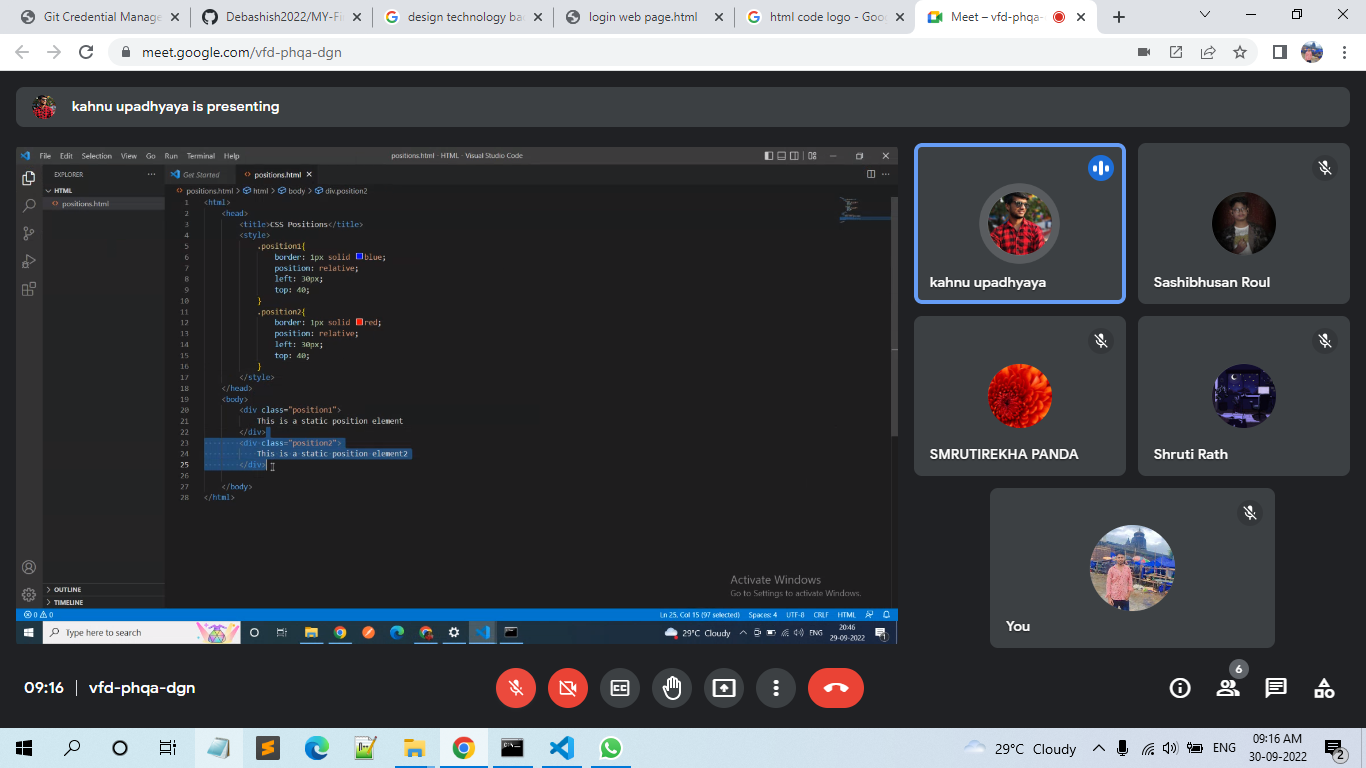 Git Credential Manage
Debashish2022/MY-Fi
design technology ba
login web page.html
html code logo - Goo
Meet – vfd-phqa-
meet.google.com/vfd-phqa-dgn
kahnu upadhyaya is presenting
File Edit Selection View Go Run Terminal Help
positions.html - HTML - Visual Studio Code
EXPLORER
Get Started
positions.html
HTML
positions.html > html > body > div.position2
positions.html
1 <html>
2 <head>
3 <title>CSS Positions</title>
4 <style>
5 .position1{
6 border: 1px solid blue;
7 position: relative;
8 left: 30px;
9 top: 40;
10 }
11 .position2{
12 border: 1px solid red;
13 position: relative;
14 left: 30px;
15 top: 40;
16 }
17 </style>
18 </head>
19 <body>
20 <div class="position1">
21 This is a static position element
22 </div>
23 <div class="position2">
24 This is a static position element2
25 </div>
26
27 </body>
28 </html>
OUTLINE
TIMELINE
Activate Windows
Go to Settings to activate Windows.
0 0
Ln 25, Col 15 (97 selected) Spaces: 4 UTF-8 CRLF HTML
Type here to search
29°C Cloudy
ENG
20:46
29-09-2022
1
kahnu upadhyaya
Sashibhusan Roul
SMRUTIREKHA PANDA
Shruti Rath
You
09:16 | vfd-phqa-dgn
6
29°C Cloudy
ENG
09:16 AM
30-09-2022
2